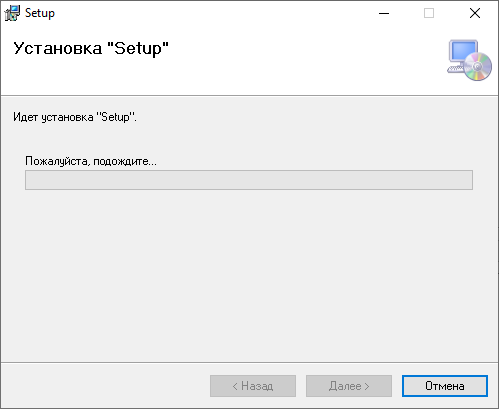 Setup
Установка "Setup"
Идет установка "Setup".
Пожалуйста, подождите...
< Назад
Далее >
Отмена